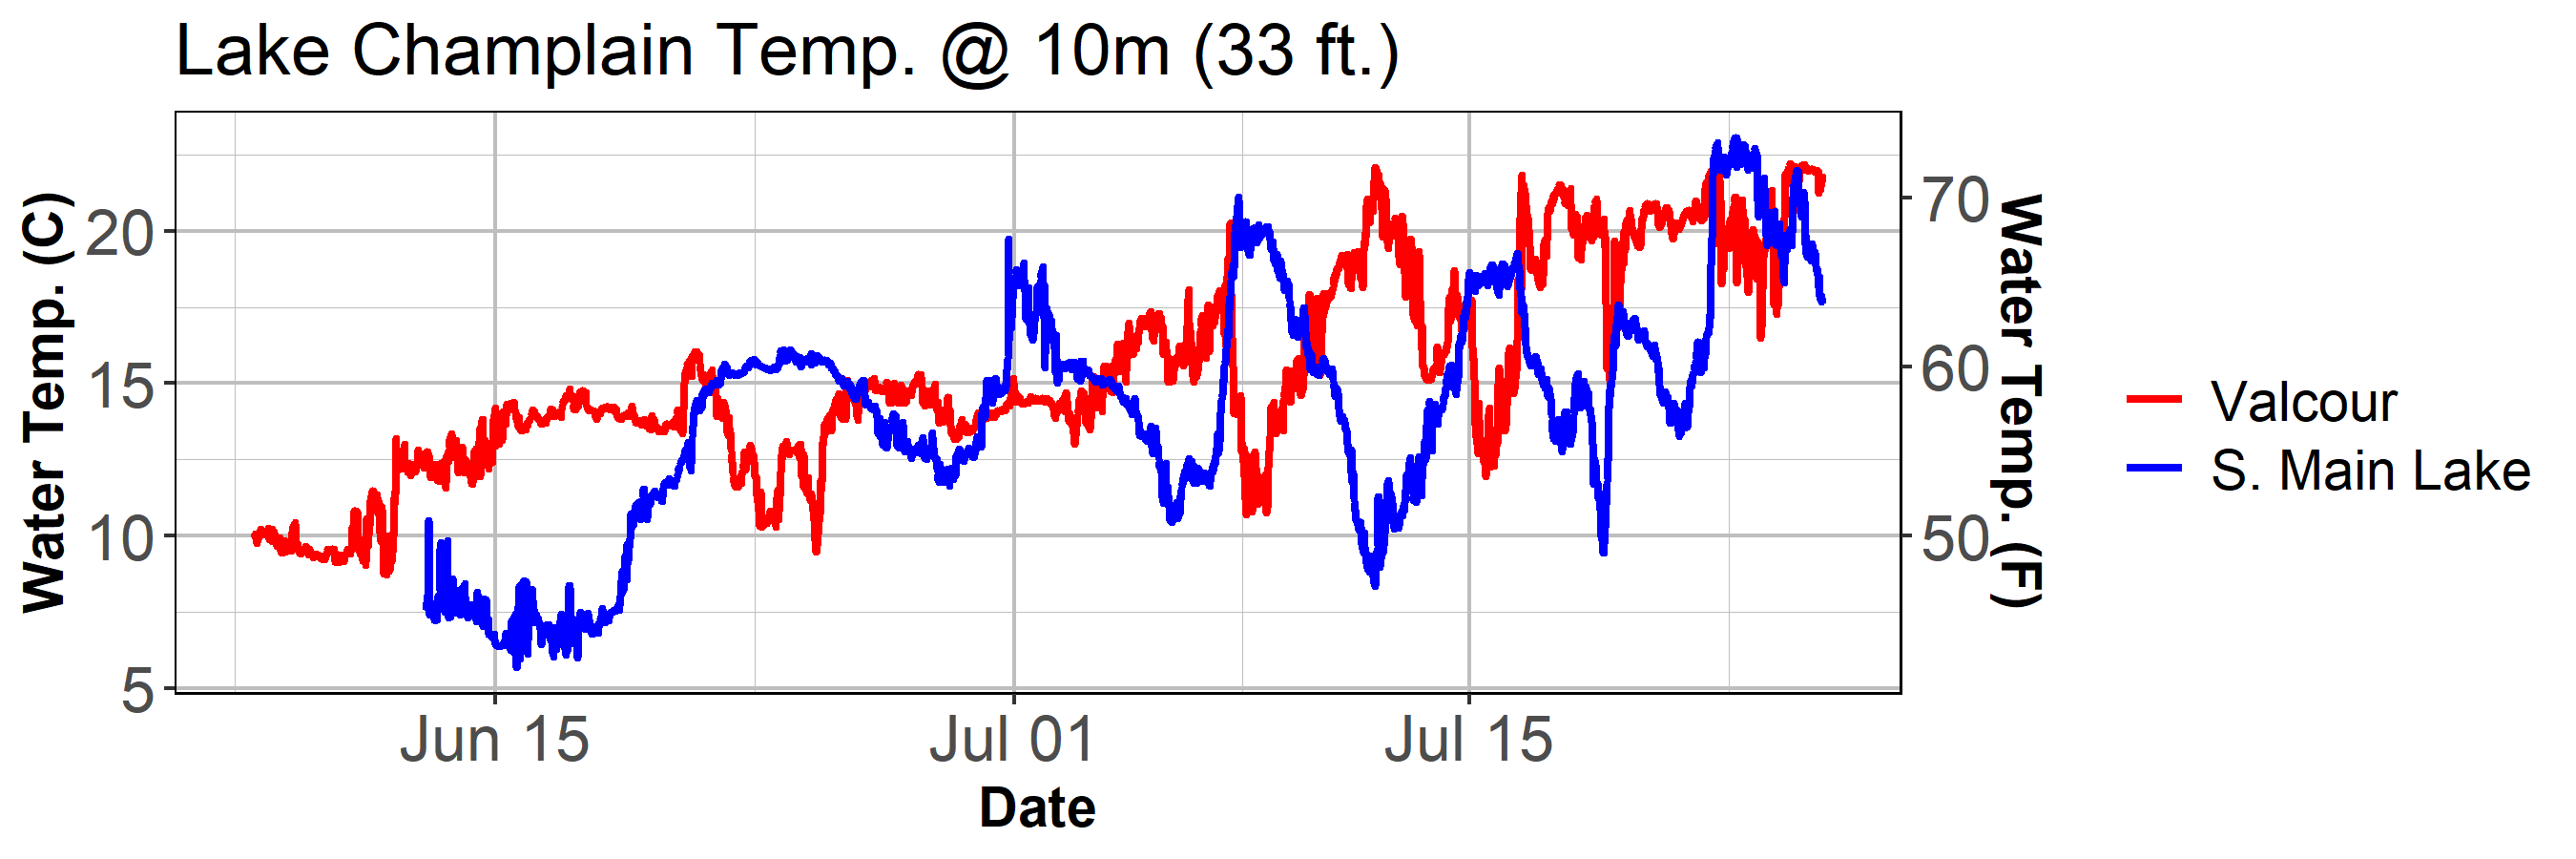 Lake Champlain Temp. @ 10m (33 ft.)
Water Temp. (C)
20
15
10
5
70
60
50
Water Temp. (F)
Jun 15
Jul 01
Jul 15
Date
Valcour
S. Main Lake